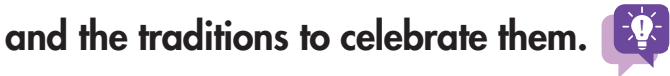 and the traditions to celebrate them.